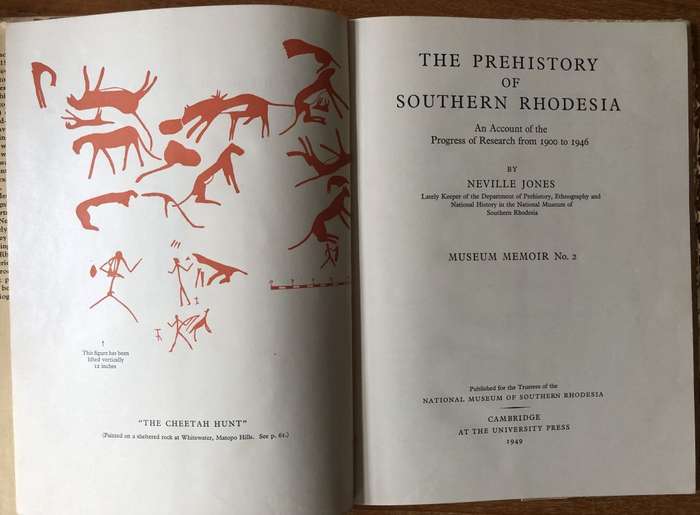 This figure has been
lifted vertically
12 inches
"THE CHEETAH HUNT"
(Painted on a sheltered rock at Whitewater, Matopo Hills. See p. 61.)
THE PREHISTORY
OF
SOUTHERN RHODESIA
An Account of the
Progress of Research from 1900 to 1946
BY
NEVILLE JONES
Lately Keeper of the Department of Prehistory, Ethnography and
National History in the National Museum of
Southern Rhodesia
MUSEUM MEMOIR No. 2
Published for the Trustees of the
NATIONAL MUSEUM OF SOUTHERN RHODESIA
CAMBRIDGE
AT THE UNIVERSITY PRESS
1949